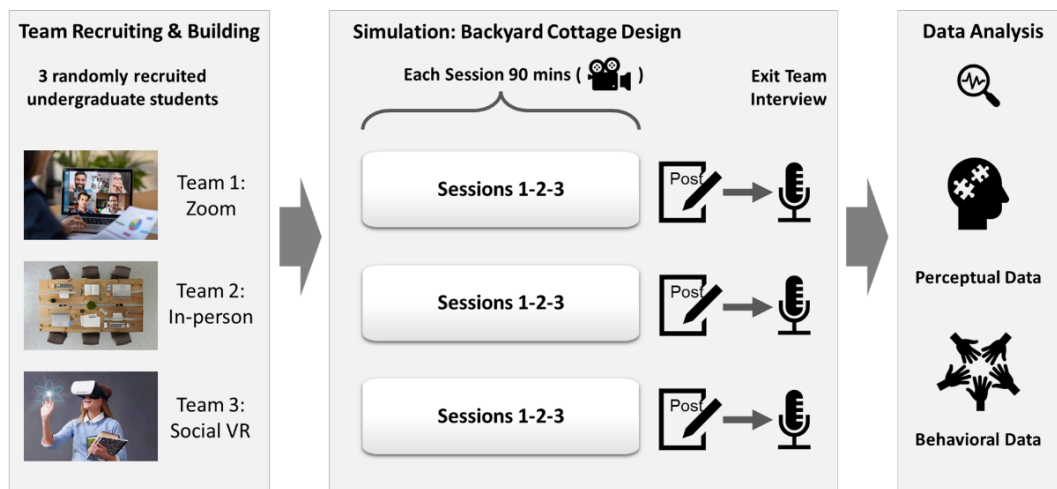 Team Recruiting & Building
3 randomly recruited
undergraduate students
Team 1:
Zoom
Team 2:
In-person
Team 3:
Social VR
Simulation: Backyard Cottage Design
Each Session 90 mins ( )
Exit Team
Interview
Sessions 1-2-3
Post
Sessions 1-2-3
Post
Sessions 1-2-3
Post
Data Analysis
Perceptual Data
Behavioral Data